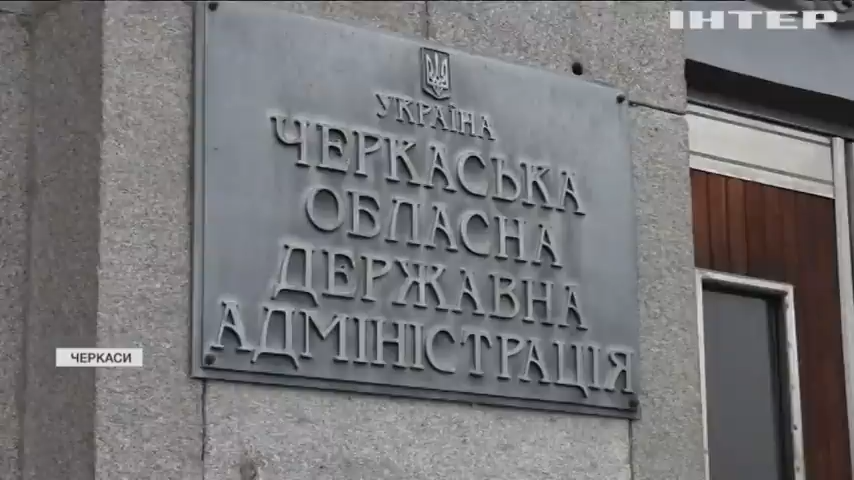 ІНТЕР
УКРАЇНА
ЧЕРКАСЬКА
ОБЛАСНА
ДЕРЖАВНА
АДМІНІСТРАЦІЯ
ЧЕРКАСИ